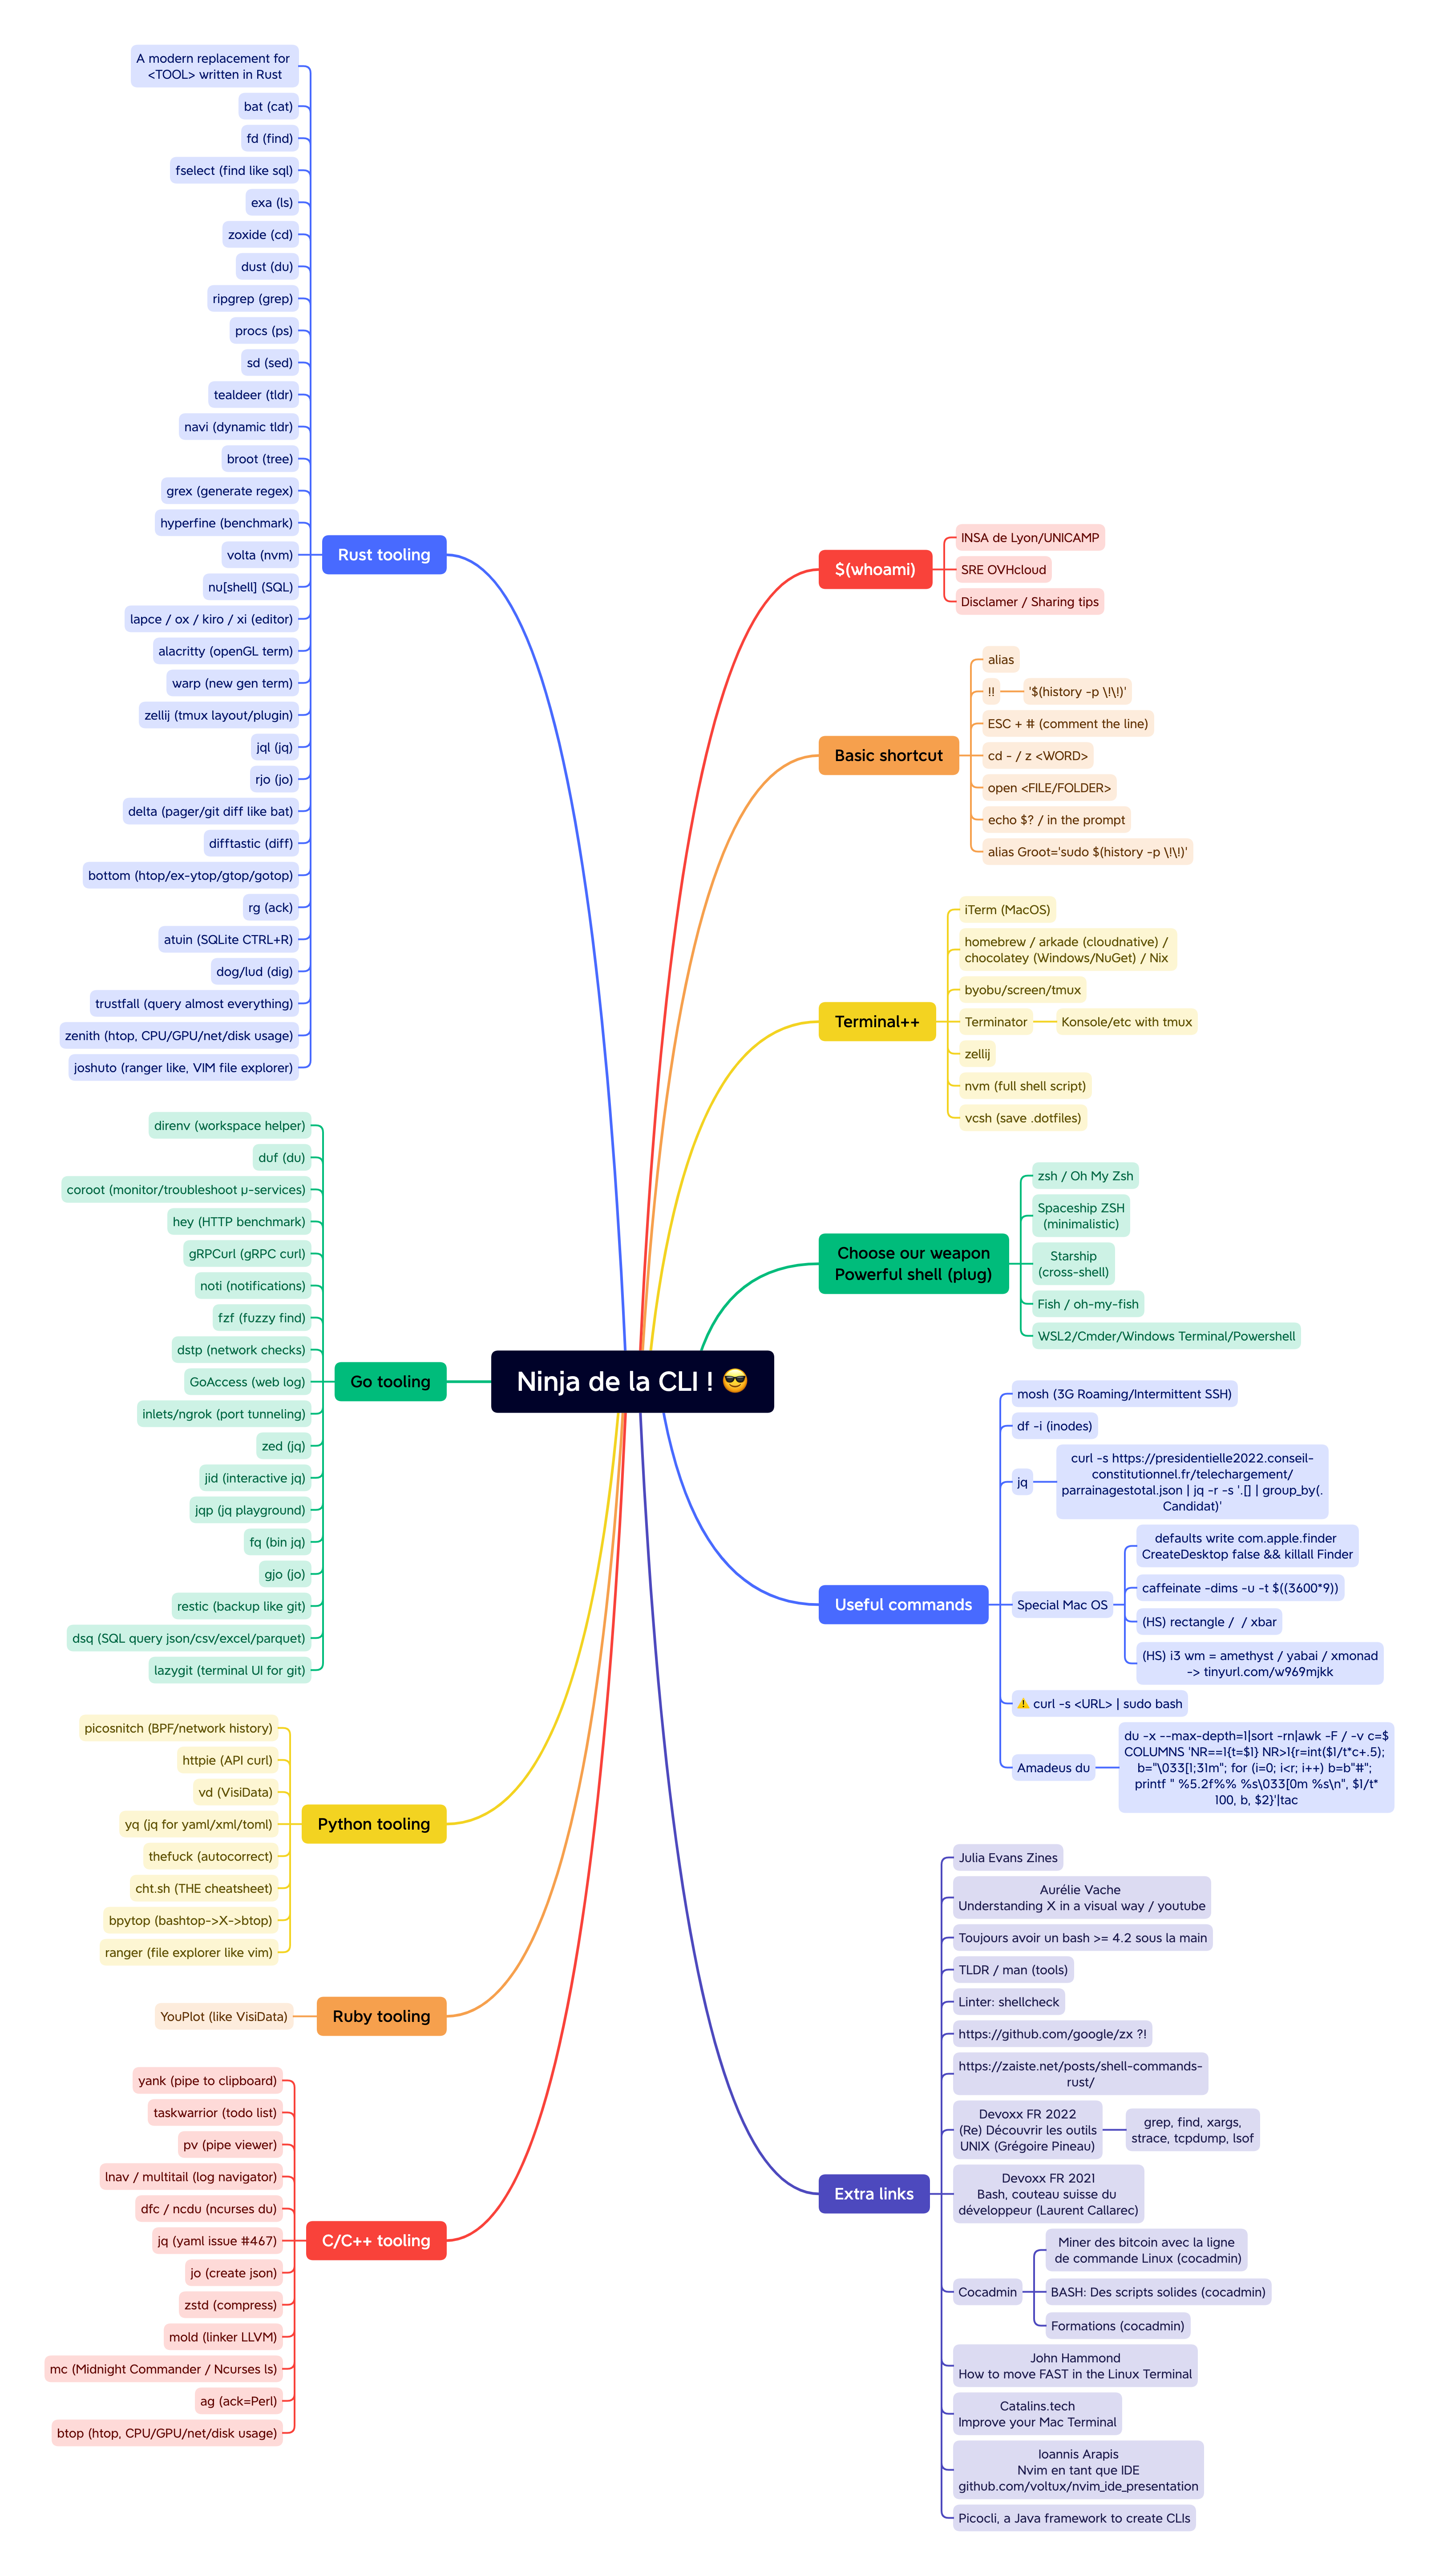 Ninja de la CLI ! 😎
$(whoami)
INSA de Lyon/UNICAMP
SRE OVHcloud
Disclamer / Sharing tips
Basic shortcut
alias
!!
'$(history -p \!\!)'
ESC + # (comment the line)
cd - / z <WORD>
open <FILE/FOLDER>
echo $? / in the prompt
alias Groot='sudo $(history -p \!\!)'
Terminal++
iTerm (MacOS)
homebrew / arkade (cloudnative) /
chocolatey (Windows/NuGet) / Nix
byobu/screen/tmux
Terminator
Konsole/etc with tmux
zellij
nvm (full shell script)
vcsh (save .dotfiles)
Choose our weapon
Powerful shell (plug)
zsh / Oh My Zsh
Spaceship ZSH
(minimalistic)
Starship
(cross-shell)
Fish / oh-my-fish
WSL2/Cmder/Windows Terminal/Powershell
Useful commands
mosh (3G Roaming/Intermittent SSH)
df -i (inodes)
jq
curl -s https://presidentielle2022.conseil-
constitutionnel.fr/telechargement/
parrainagestotal.json | jq -r -s '.[] | group_by(.
Candidat)'
Special Mac OS
defaults write com.apple.finder
CreateDesktop false && killall Finder
caffeinate -dims -u -t $((3600*9))
(HS) rectangle /  / xbar
(HS) i3 wm = amethyst / yabai / xmonad
-> tinyurl.com/w969mjkk
⚠️ curl -s <URL> | sudo bash
Amadeus du
du -x --max-depth=1|sort -rn|awk -F / -v c=$
COLUMNS 'NR==1{t=$1} NR>1{r=int($1/t*c+.5);
b="\033[1;31m"; for (i=0; i<r; i++) b=b"#";
printf " %5.2f%% %s\033[0m %s\n", $1/t*
100, b, $2}'|tac
Extra links
Julia Evans Zines
Aurélie Vache
Understanding X in a visual way / youtube
Toujours avoir un bash >= 4.2 sous la main
TLDR / man (tools)
Linter: shellcheck
https://github.com/google/zx ?!
https://zaiste.net/posts/shell-commands-
rust/
Devoxx FR 2022
(Re) Découvrir les outils
UNIX (Grégoire Pineau)
grep, find, xargs,
strace, tcpdump, lsof
Devoxx FR 2021
Bash, couteau suisse du
développeur (Laurent Callarec)
Cocadmin
Miner des bitcoin avec la ligne
de commande Linux (cocadmin)
BASH: Des scripts solides (cocadmin)
Formations (cocadmin)
John Hammond
How to move FAST in the Linux Terminal
Catalins.tech
Improve your Mac Terminal
Ioannis Arapis
Nvim en tant que IDE
github.com/voltux/nvim_ide_presentation
Picocli, a Java framework to create CLIs
Rust tooling
A modern replacement for
<TOOL> written in Rust
bat (cat)
fd (find)
fselect (find like sql)
exa (ls)
zoxide (cd)
dust (du)
ripgrep (grep)
procs (ps)
sd (sed)
tealdeer (tldr)
navi (dynamic tldr)
broot (tree)
grex (generate regex)
hyperfine (benchmark)
volta (nvm)
nu[shell] (SQL)
lapce / ox / kiro / xi (editor)
alacritty (openGL term)
warp (new gen term)
zellij (tmux layout/plugin)
jql (jq)
rjo (jo)
delta (pager/git diff like bat)
difftastic (diff)
bottom (htop/ex-ytop/gtop/gotop)
rg (ack)
atuin (SQLite CTRL+R)
dog/lud (dig)
trustfall (query almost everything)
zenith (htop, CPU/GPU/net/disk usage)
joshuto (ranger like, VIM file explorer)
Go tooling
direnv (workspace helper)
duf (du)
coroot (monitor/troubleshoot µ-services)
hey (HTTP benchmark)
gRPCurl (gRPC curl)
noti (notifications)
fzf (fuzzy find)
dstp (network checks)
GoAccess (web log)
inlets/ngrok (port tunneling)
zed (jq)
jid (interactive jq)
jqp (jq playground)
fq (bin jq)
gjo (jo)
restic (backup like git)
dsq (SQL query json/csv/excel/parquet)
lazygit (terminal UI for git)
Python tooling
picosnitch (BPF/network history)
httpie (API curl)
vd (VisiData)
yq (jq for yaml/xml/toml)
thefuck (autocorrect)
cht.sh (THE cheatsheet)
bpytop (bashtop->X->btop)
ranger (file explorer like vim)
Ruby tooling
YouPlot (like VisiData)
C/C++ tooling
yank (pipe to clipboard)
taskwarrior (todo list)
pv (pipe viewer)
lnav / multitail (log navigator)
dfc / ncdu (ncurses du)
jq (yaml issue #467)
jo (create json)
zstd (compress)
mold (linker LLVM)
mc (Midnight Commander / Ncurses ls)
ag (ack=Perl)
btop (htop, CPU/GPU/net/disk usage)